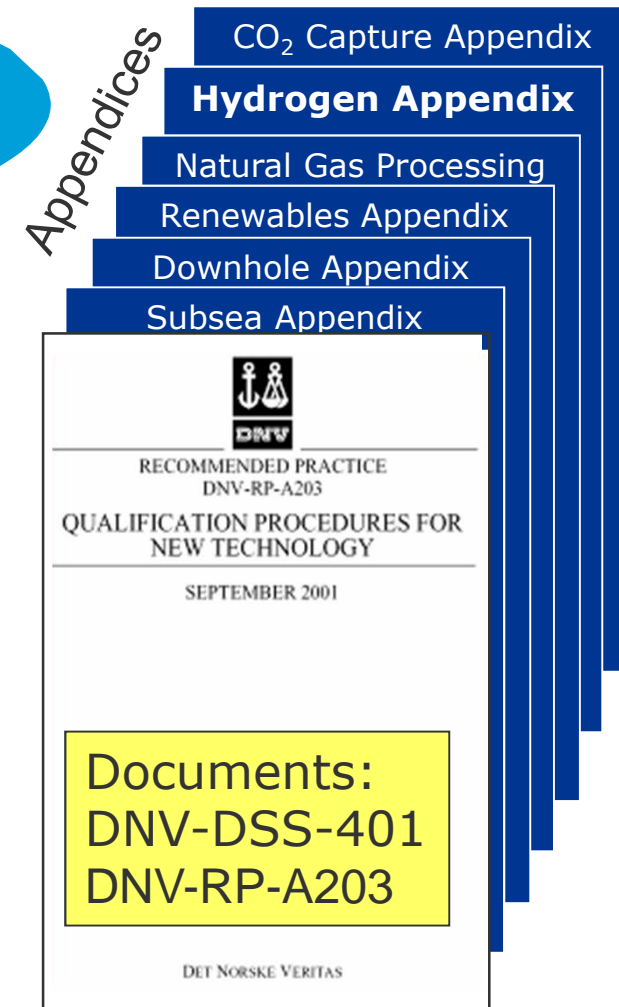 Appendices
CO₂ Capture Appendix
Hydrogen Appendix
Natural Gas Processing
Renewables Appendix
Downhole Appendix
Subsea Appendix
DNV
RECOMMENDED PRACTICE
DNV-RP-A203
QUALIFICATION PROCEDURES FOR
NEW TECHNOLOGY
SEPTEMBER 2001
Documents:
DNV-DSS-401
DNV-RP-A203
DET NORSKE VERITAS